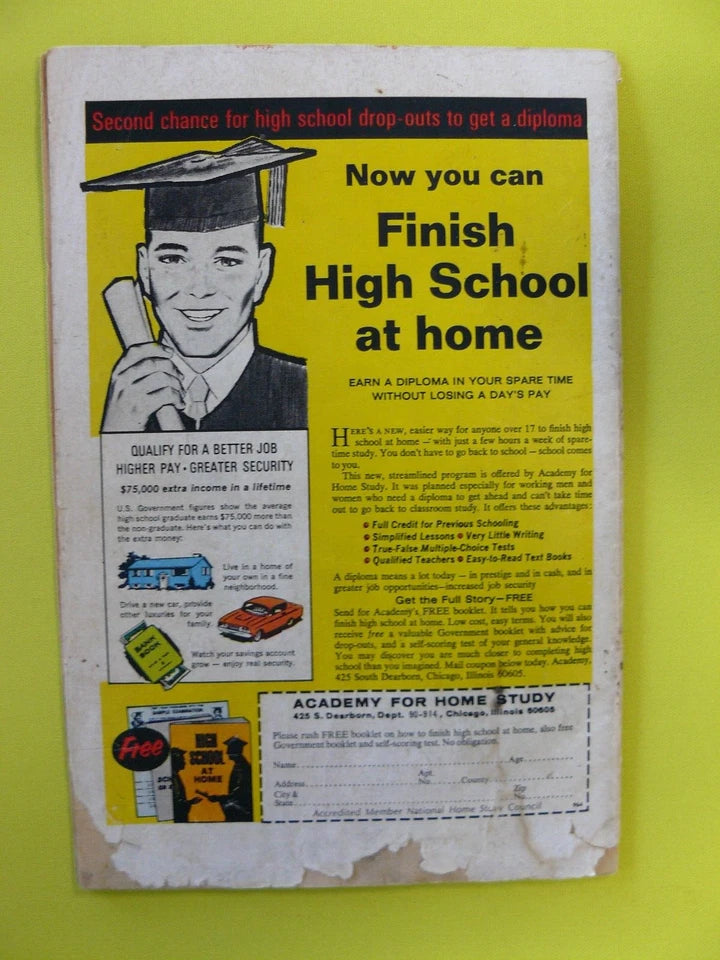 Second chance for high school drop-outs to get a diploma
Now you can
Finish
High School
at home
EARN A DIPLOMA IN YOUR SPARE TIME
WITHOUT LOSING A DAY'S PAY
HERE'S A NEW, easier way for anyone over 17 to finish high
school at home — with just a few hours a week of spare-
time study. You don't have to go back to school — school comes
to you.
This new, streamlined program is offered by Academy for
Home Study. It was planned especially for working men and
women who need a diploma to get ahead and can't take time
out to go back to classroom study. It offers these advantages:
• Full Credit for Previous Schooling
• Simplified Lessons • Very Little Writing
• True-False Multiple-Choice Tests
• Qualified Teachers • Easy-to-Read Text Books
A diploma means a lot today — in prestige and in cash, and in
greater job opportunities—increased job security
Get the Full Story—FREE
Send for Academy's FREE booklet. It tells you how you can
finish high school at home. Low cost, easy terms. You will also
receive free a valuable Government booklet with advice for
drop-outs, and a self-scoring test of your general knowledge.
You may discover you are much closer to completing high
school than you imagined. Mail coupon below today. Academy,
425 South Dearborn, Chicago, Illinois 60605.
QUALIFY FOR A BETTER JOB
HIGHER PAY • GREATER SECURITY
$75,000 extra income in a lifetime
U.S. Government figures show the average
high school graduate earns $75,000 more than
the non-graduate. Here's what you can do with
the extra money:
Live in a home of
your own in a fine
neighborhood.
Drive a new car, provide
other luxuries for your
family.
BANK
BOOK
Watch your savings account
grow — enjoy real security.
Free
SAMPLE EXAMINATION
HIGH
SCHOOL
AT
HOME
ACADEMY FOR HOME STUDY
425 S. Dearborn, Dept. 90-914, Chicago, Illinois 60605
Please rush FREE booklet on how to finish high school at home, also free
Government booklet and self-scoring test. No obligation.
Name Age
Address Apt. No. County
City & State Zip No.
Accredited Member National Home Study Council